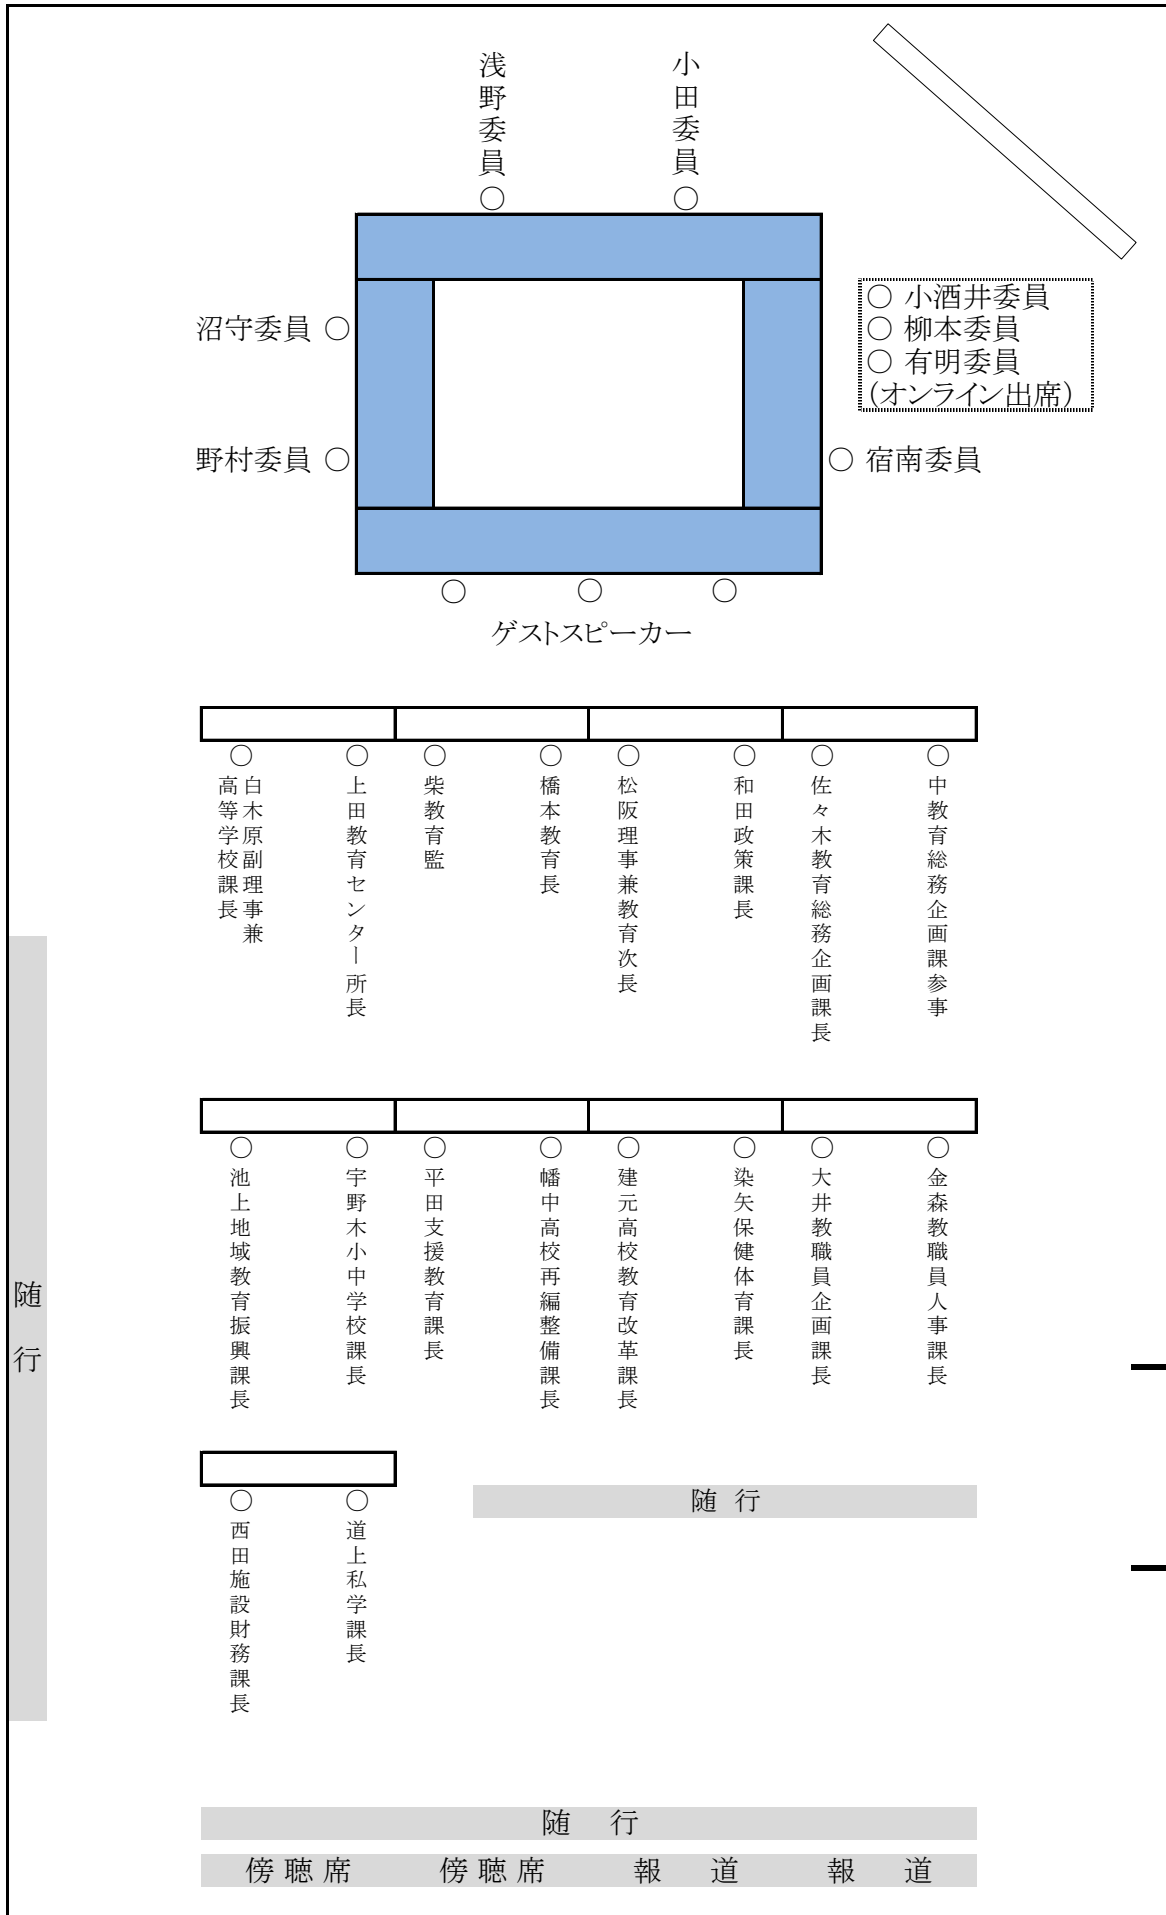 浅野委員
小田委員
沼守委員
野村委員
小酒井委員
柳本委員
有明委員
(オンライン出席)
宿南委員
ゲストスピーカー
白木原副理事兼
高等学校課長
上田教育センター所長
柴教育監
橋本教育長
松阪理事兼教育次長
和田政策課長
佐々木教育総務企画課長
中教育総務企画課参事
池上地域教育振興課長
宇野木小中学校課長
平田支援教育課長
幡中高校再編整備課長
建元高校教育改革課長
染矢保健体育課長
大井教職員企画課長
金森教職員人事課長
随行
西田施設財務課長
道上私学課長
随行
随 行
傍聴席 傍聴席 報 道 報 道